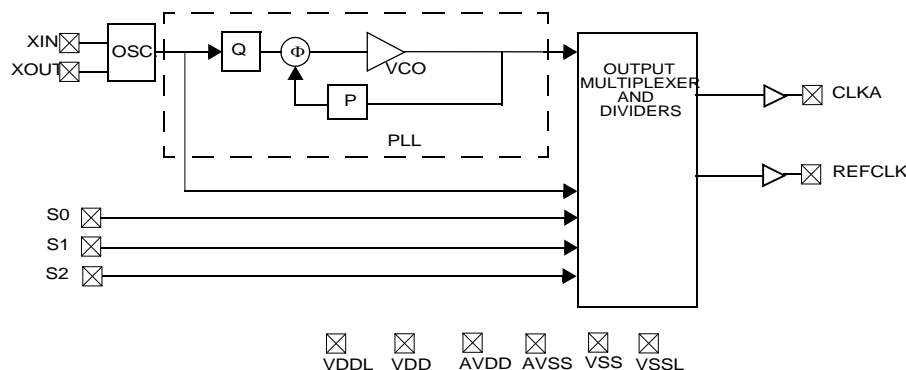 XIN
XOUT
OSC
Q
Φ
VCO
P
PLL
OUTPUT
MULTIPLEXER
AND
DIVIDERS
CLKA
REFCLK
S0
S1
S2
VDDL
VDD
AVDD
AVSS
VSS
VSSL